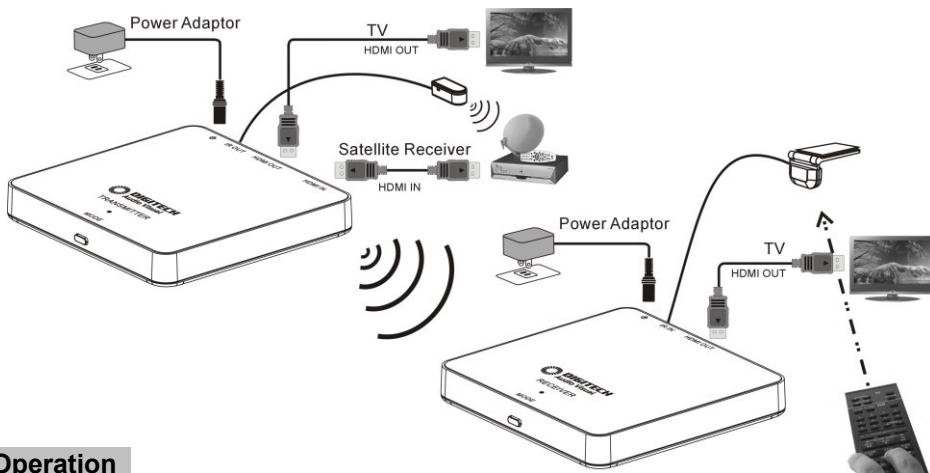 Power Adaptor
TV
HDMI OUT
Satellite Receiver
HDMI IN
IR OUT
HDMI OUT
HDMI IN
DIGITECH
Audio Visual
TRANSMITTER
MODE
Power Adaptor
TV
HDMI OUT
IR IN
HDMI OUT
DIGITECH
Audio Visual
RECEIVER
MODE
Operation